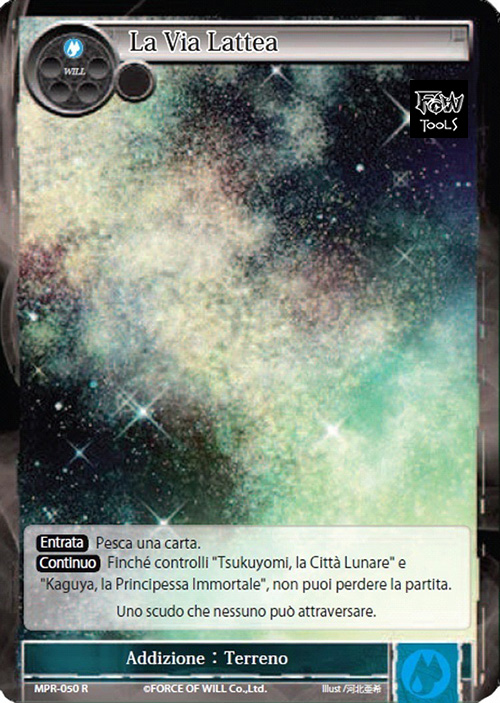 La Via Lattea
WILL
FoW
TOOLS
Entrata Pesca una carta.
Continuo Finché controlli "Tsukuyomi, la Città Lunare" e
"Kaguya, la Principessa Immortale", non puoi perdere la partita.
Uno scudo che nessuno può attraversare.
Addizione : Terreno
MPR-050 R ©FORCE OF WILL Co.,Ltd. Illust /河北亜希